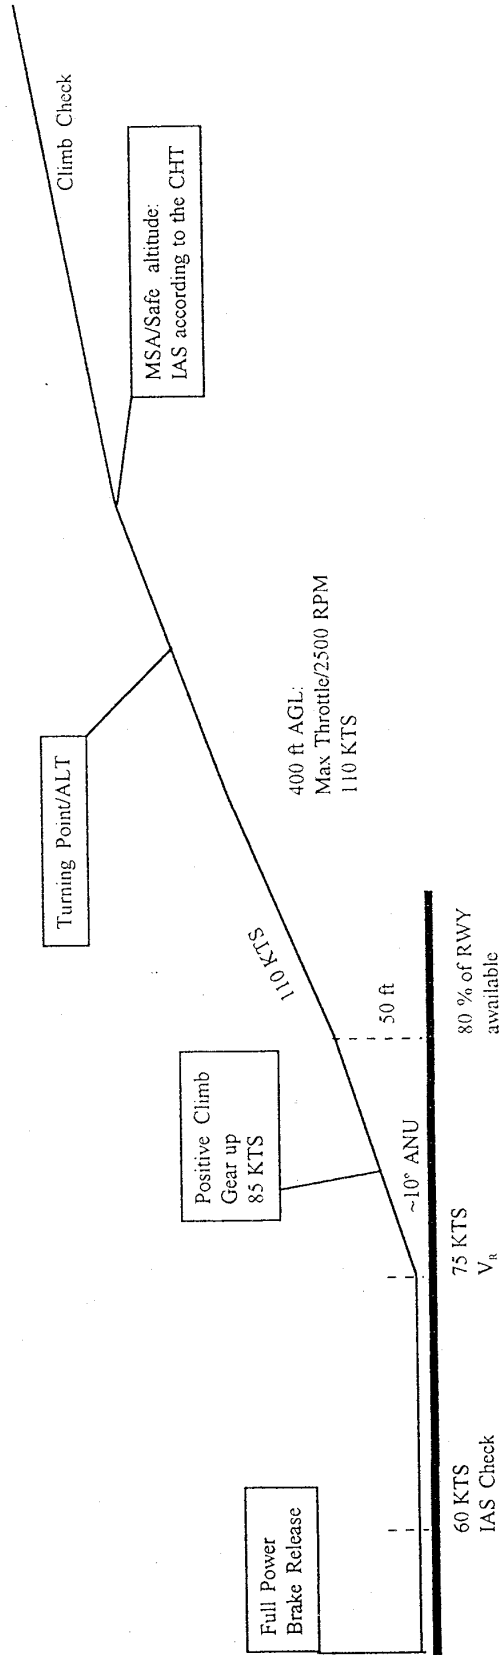 Full Power
Brake Release
60 KTS
IAS Check
75 KTS
VR
~10° ANU
Positive Climb
Gear up
85 KTS
50 ft
80 % of RWY
awailable
110 KTS
400 ft AGL:
Max Throttle/2500 RPM
110 KTS
Turning Point/ALT
MSA/Safe altitude:
IAS according to the CHT
Climb Check